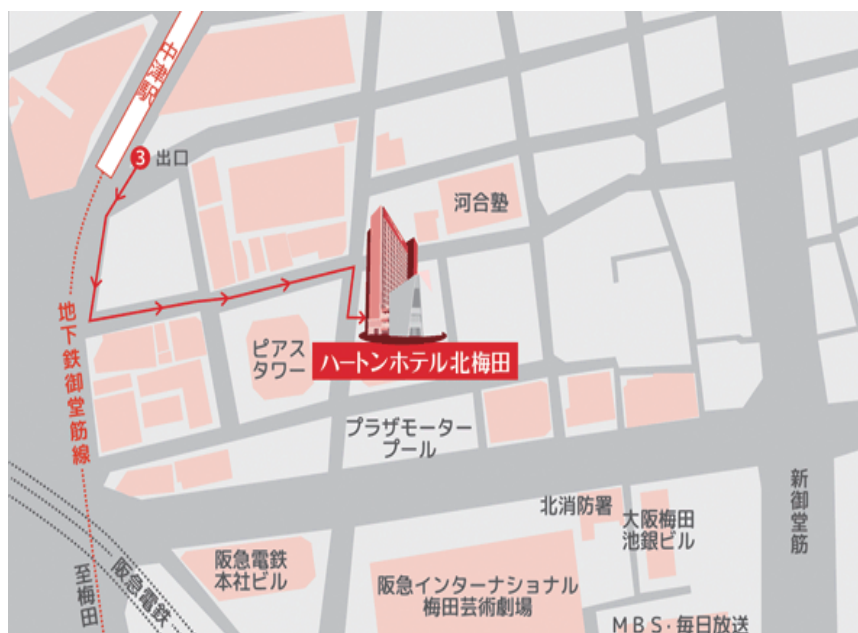 中津駅
3 出口
河合塾
地下鉄御堂筋線
ピアス
タワー
ハートンホテル北梅田
プラザモーター
プール
北消防署
大阪梅田
池銀ビル
新御堂筋
阪急電鉄
本社ビル
阪急インターナショナル
梅田芸術劇場
阪急電鉄
至梅田
MBS・毎日放送